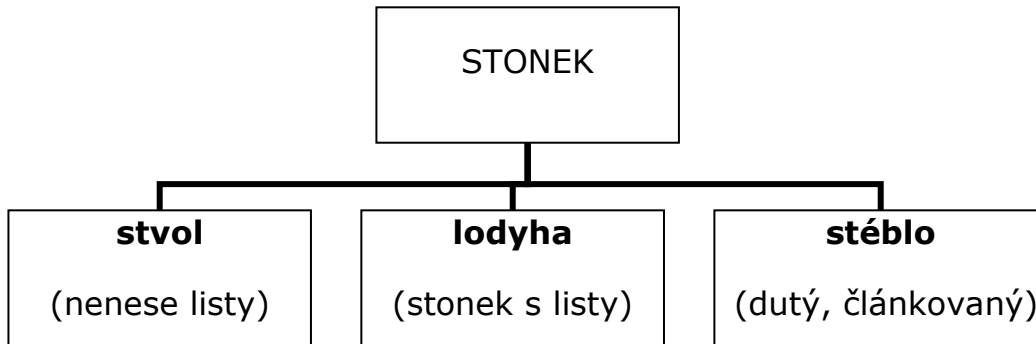 STONEK
stvol
(nenese listy)
lodyha
(stonek s listy)
stéblo
(dutý, článkovaný)